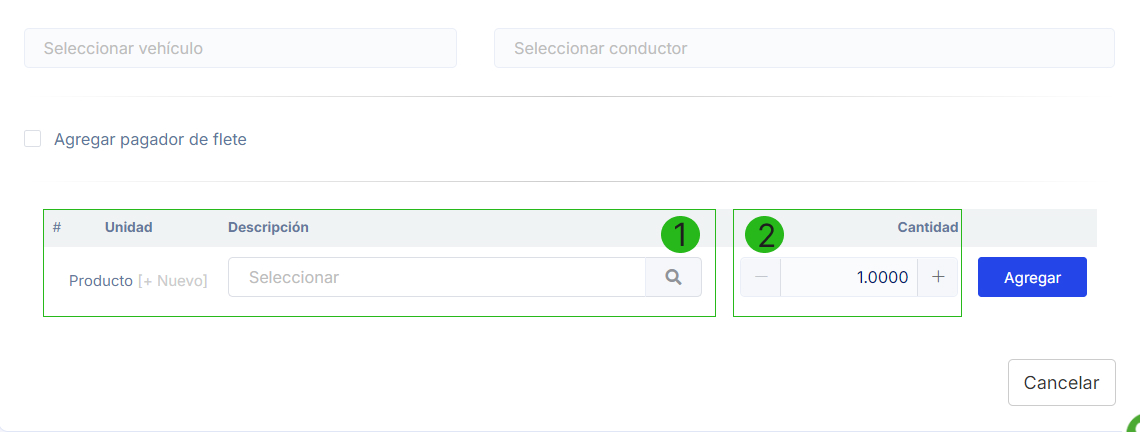 Seleccionar vehículo Seleccionar conductor
Agregar pagador de flete
# Unidad Descripción 1 2 Cantidad
Producto [+ Nuevo] Seleccionar − 1.0000 + Agregar
Cancelar